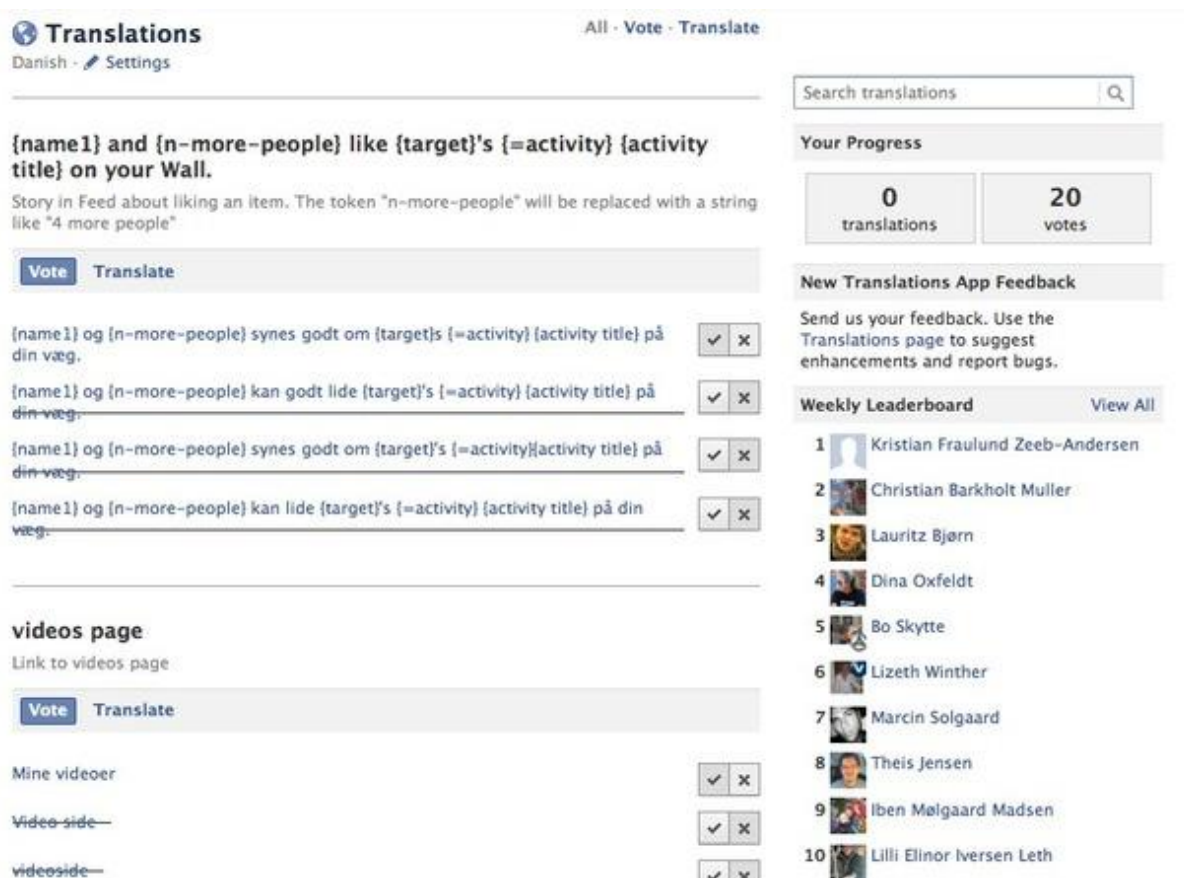 Translations
All · Vote · Translate
Danish · Settings
{name1} and {n-more-people} like {target}'s {=activity} {activity
title} on your Wall.
Story in Feed about liking an item. The token "n-more-people" will be replaced with a string
like "4 more people"
Vote Translate
{name1} og {n-more-people} synes godt om {target}s {=activity} {activity title} på
din væg.
{name1} og {n-more-people} kan godt lide {target}'s {=activity} {activity title} på
din væg.
{name1} og {n-more-people} synes godt om {target}'s {=activity}{activity title} på
din væg.
{name1} og {n-more-people} kan lide {target}'s {=activity} {activity title} på din
væg.
videos page
Link to videos page
Vote Translate
Mine videoer
Video side
videoside
Search translations
Your Progress
0 20
translations votes
New Translations App Feedback
Send us your feedback. Use the
Translations page to suggest
enhancements and report bugs.
Weekly Leaderboard View All
1 Kristian Fraulund Zeeb-Andersen
2 Christian Barkholt Muller
3 Lauritz Bjørn
4 Dina Oxfeldt
5 Bo Skytte
6 Lizeth Winther
7 Marcin Solgaard
8 Theis Jensen
9 Iben Mølgaard Madsen
10 Lilli Elinor Iversen Leth